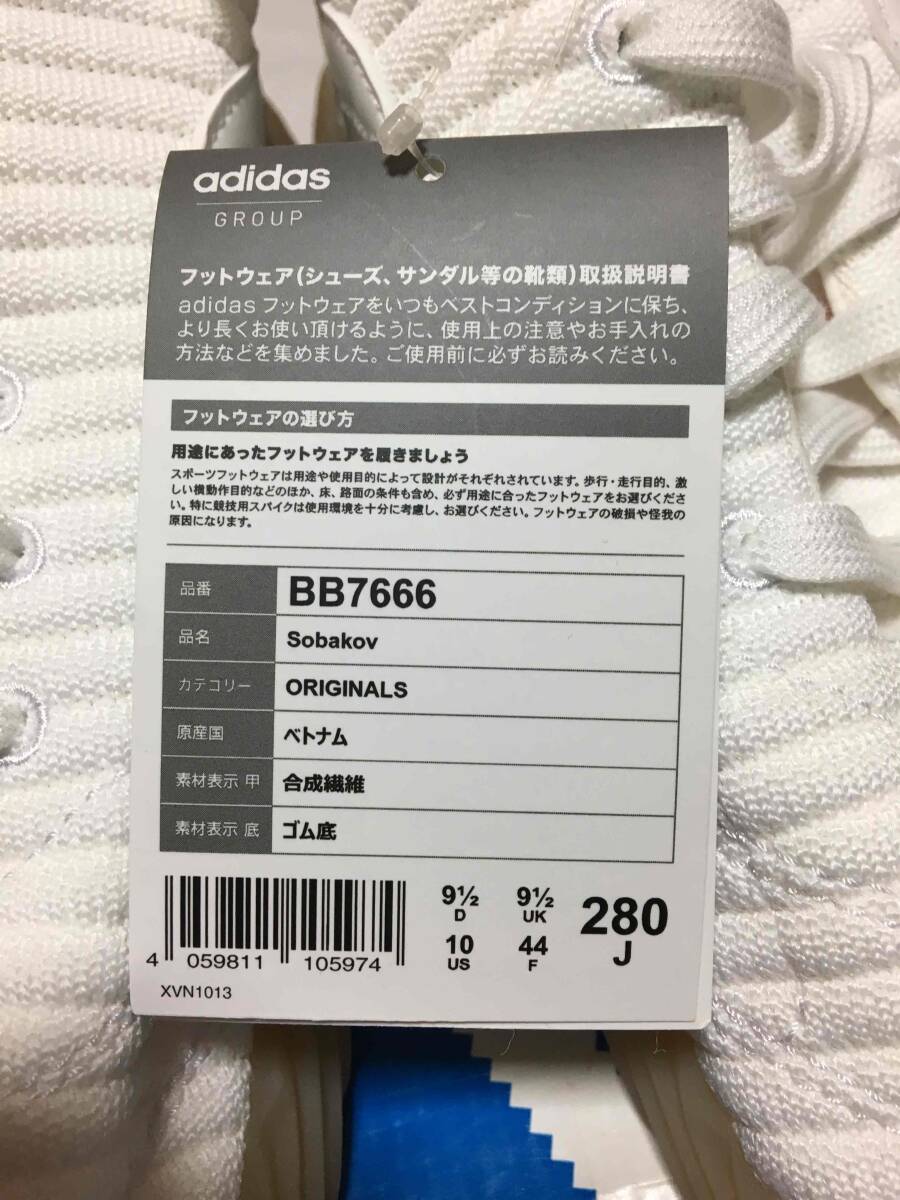 adidas
GROUP
フットウェア(シューズ、サンダル等の靴類)取扱説明書
adidas フットウェアをいつもベストコンディションに保ち、
より長くお使い頂けるように、使用上の注意やお手入れの
方法などを集めました。ご使用前に必ずお読みください。
フットウェアの選び方
用途にあったフットウェアを履きましょう
スポーツフットウェアは用途や使用目的によって設計がそれぞれされています。歩行・走行目的、激
しい横動作目的などのほか、床、路面の条件も含め、必ず用途に合ったフットウェアをお選びくださ
い。特に競技用スパイクは使用環境を十分に考慮し、お選びください。フットウェアの破損や怪我の
原因になります。
品番 BB7666
品名 Sobakov
カテゴリー ORIGINALS
原産国 ベトナム
素材表示 甲 合成繊維
素材表示 底 ゴム底
9½ 9½ 280
D UK J
10 44
US F
4 059811 105974
XVN1013